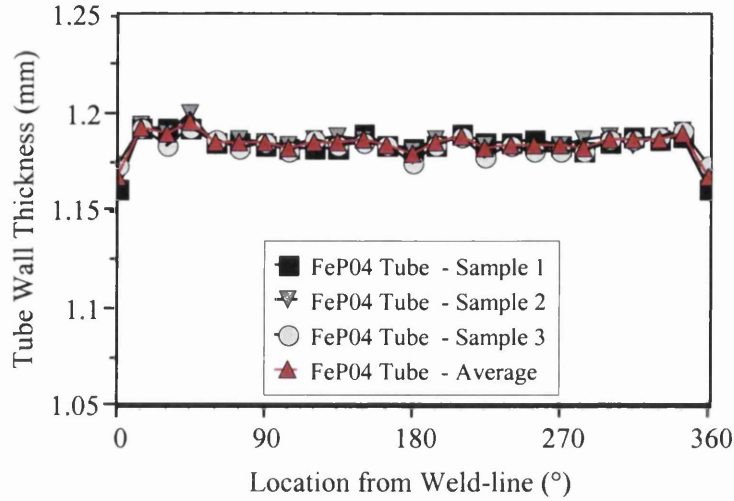 Tube Wall Thickness (mm)
1.25
1.2
1.15
1.1
1.05
FeP04 Tube - Sample 1
FeP04 Tube - Sample 2
FeP04 Tube - Sample 3
FeP04 Tube - Average
0 90 180 270 360
Location from Weld-line (°)